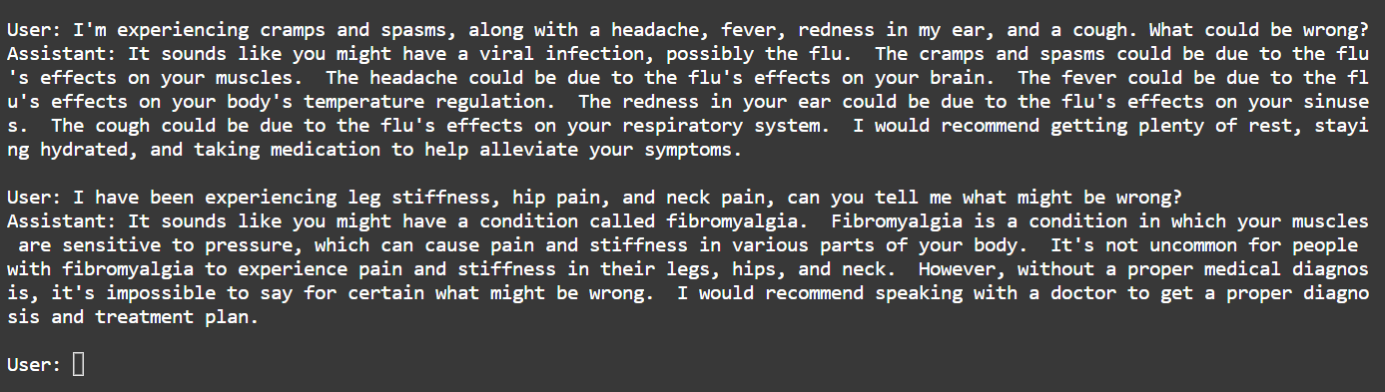 User: I'm experiencing cramps and spasms, along with a headache, fever, redness in my ear, and a cough. What could be wrong?
Assistant: It sounds like you might have a viral infection, possibly the flu.  The cramps and spasms could be due to the flu
's effects on your muscles.  The headache could be due to the flu's effects on your brain.  The fever could be due to the fl
u's effects on your body's temperature regulation.  The redness in your ear could be due to the flu's effects on your sinuse
s.  The cough could be due to the flu's effects on your respiratory system.  I would recommend getting plenty of rest, stayi
ng hydrated, and taking medication to help alleviate your symptoms.

User: I have been experiencing leg stiffness, hip pain, and neck pain, can you tell me what might be wrong?
Assistant: It sounds like you might have a condition called fibromyalgia.  Fibromyalgia is a condition in which your muscles
 are sensitive to pressure, which can cause pain and stiffness in various parts of your body.  It's not uncommon for people
with fibromyalgia to experience pain and stiffness in their legs, hips, and neck.  However, without a proper medical diagnos
is, it's impossible to say for certain what might be wrong.  I would recommend speaking with a doctor to get a proper diagno
sis and treatment plan.

User: